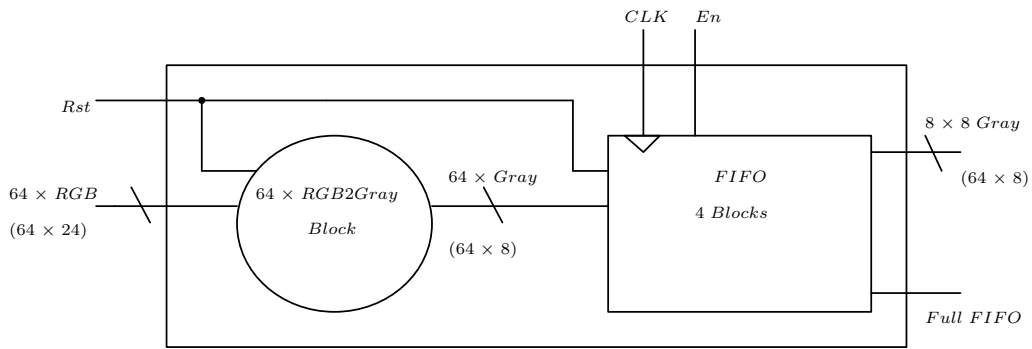 CLK
En
Rst
8 × 8 Gray
(64 × 8)
64 × RGB
(64 × 24)
64 × RGB2Gray
Block
64 × Gray
(64 × 8)
FIFO
4 Blocks
Full FIFO